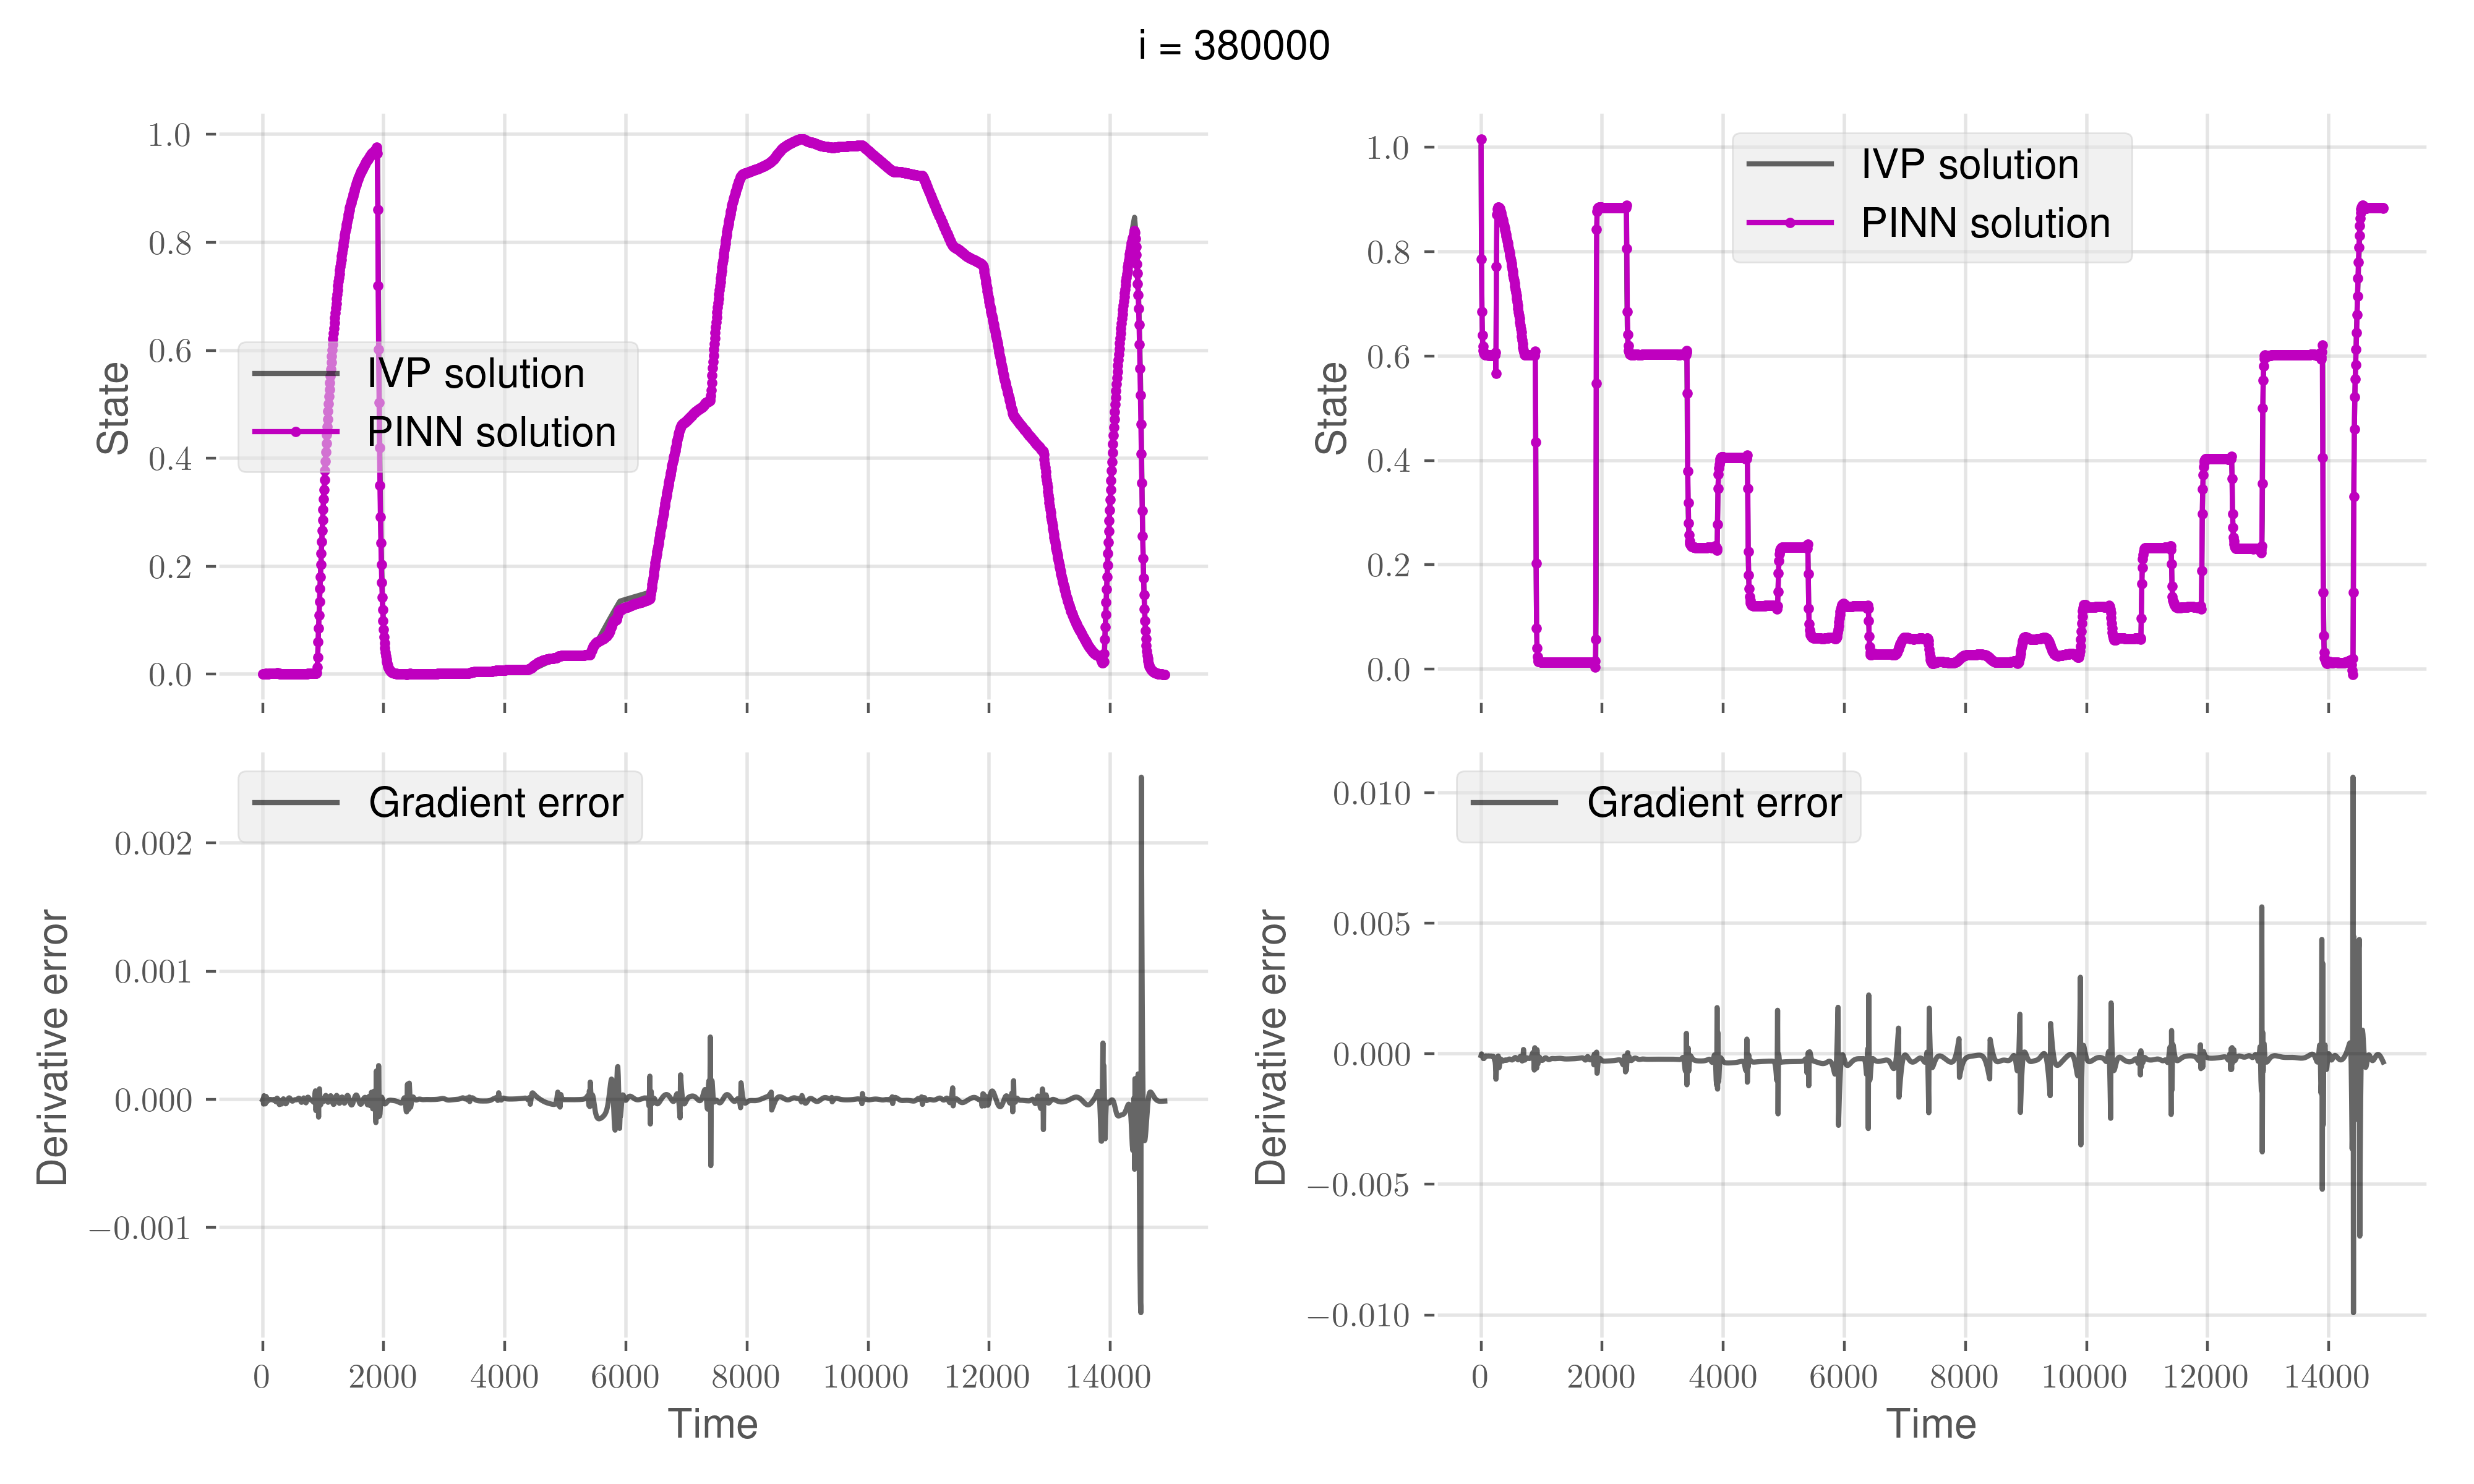 i = 380000
1.0
0.8
0.6
0.4
0.2
0.0
State
IVP solution
PINN solution
1.0
0.8
0.6
0.4
0.2
0.0
State
IVP solution
PINN solution
0.002
0.001
0.000
−0.001
Derivative error
Gradient error
0 2000 4000 6000 8000 10000 12000 14000
Time
0.010
0.005
0.000
−0.005
−0.010
Derivative error
Gradient error
0 2000 4000 6000 8000 10000 12000 14000
Time